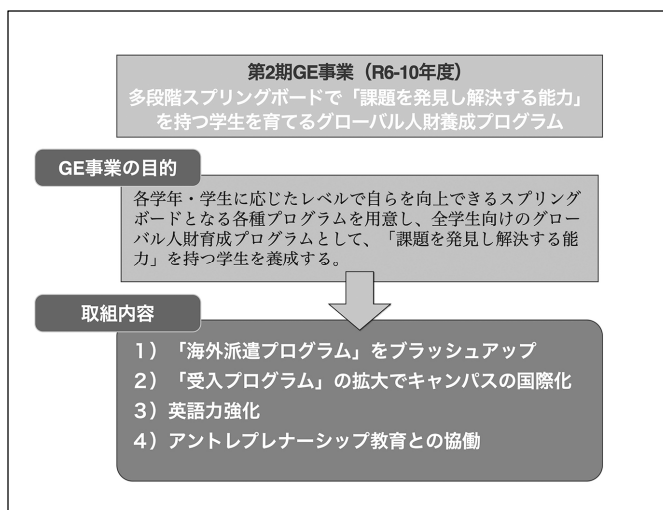 第2期GE事業（R6-10年度）
多段階スプリングボードで「課題を発見し解決する能力」
を持つ学生を育てるグローバル人財養成プログラム
GE事業の目的
各学年・学生に応じたレベルで自らを向上できるスプリング
ボードとなる各種プログラムを用意し、全学生向けのグロー
バル人財育成プログラムとして、「課題を発見し解決する能
力」を持つ学生を養成する。
取組内容
１）「海外派遣プログラム」をブラッシュアップ
２）「受入プログラム」の拡大でキャンパスの国際化
３）英語力強化
４）アントレプレナーシップ教育との協働